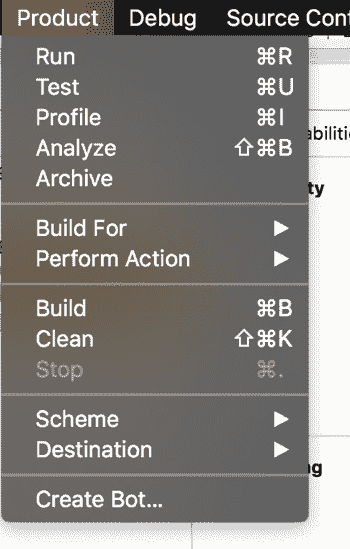 Product Debug Source Cont
Run ⌘R
Test ⌘U
Profile ⌘I
Analyze ⇧⌘B
Archive
Build For ▶
Perform Action ▶
Build ⌘B
Clean ⇧⌘K
Stop ⌘.
Scheme ▶
Destination ▶
Create Bot...
abilitie
ty
ng